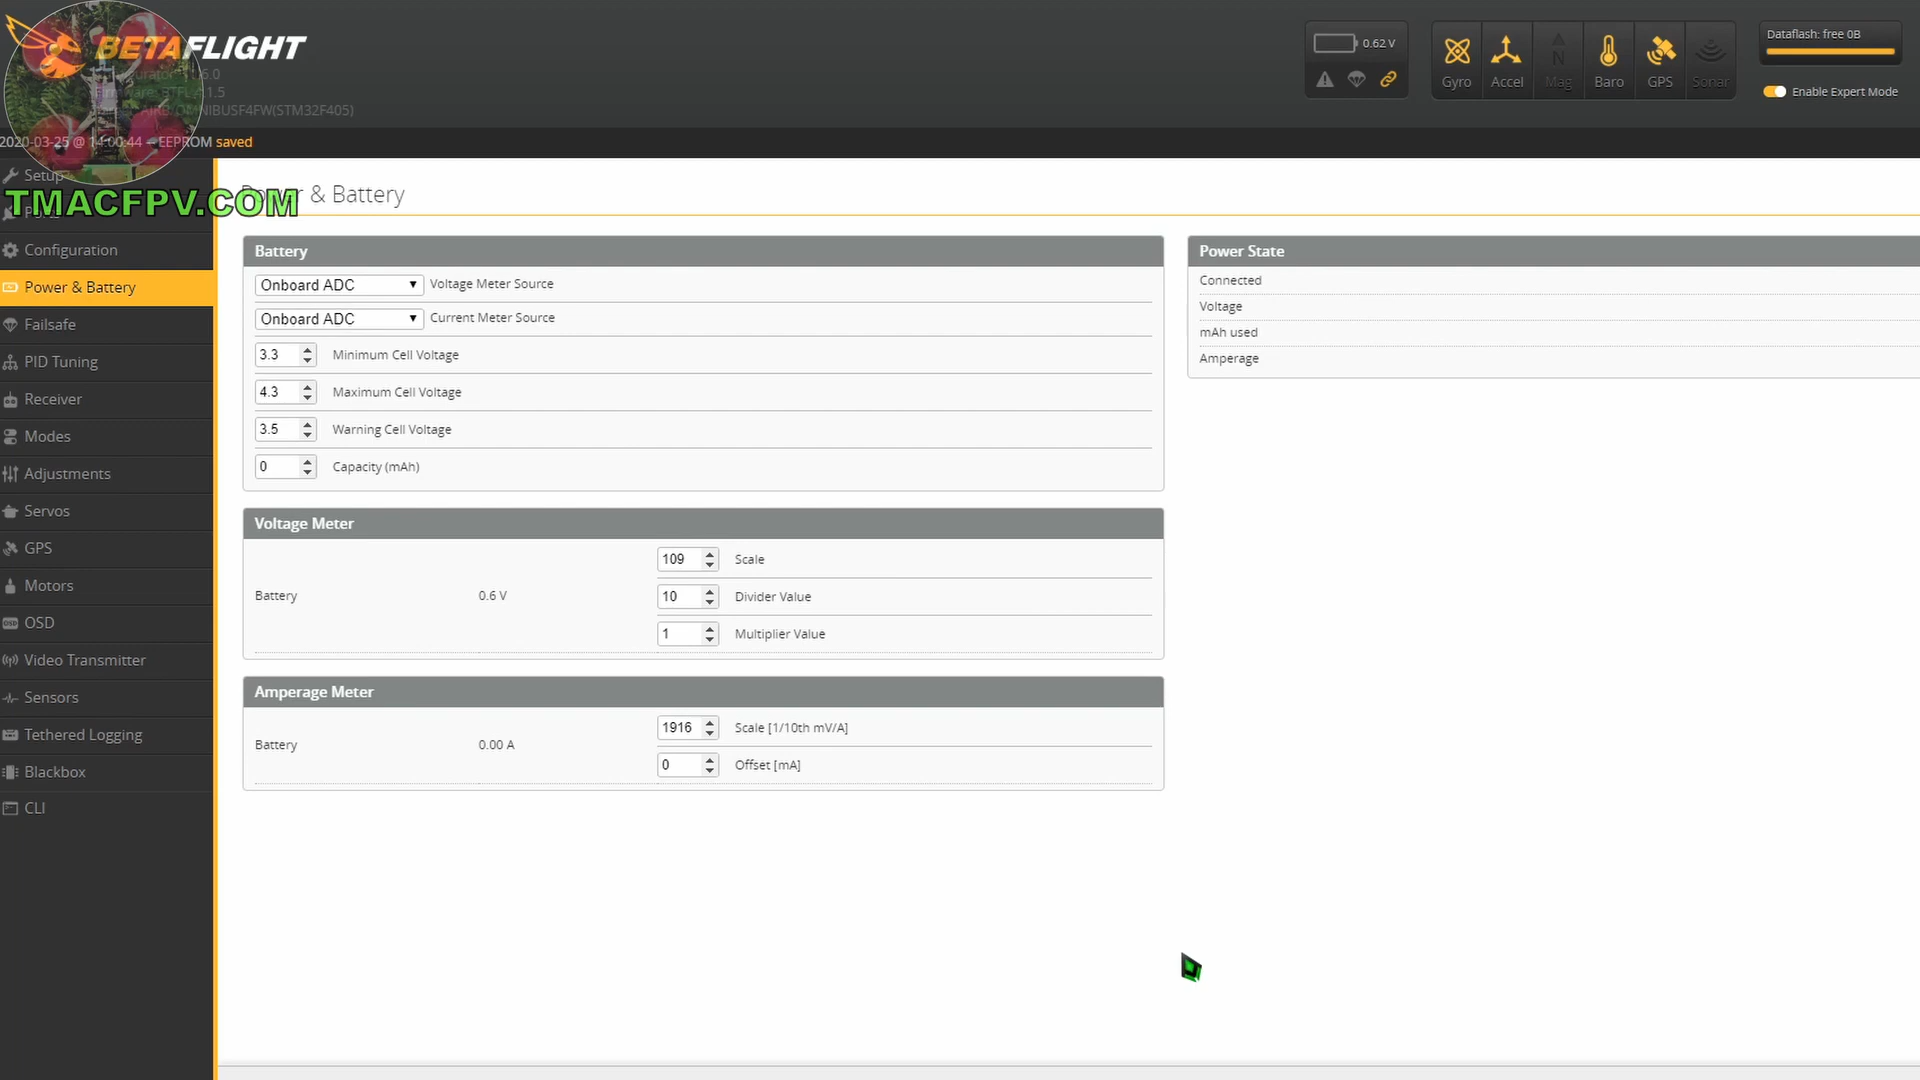 BETAFLIGHT
0.62 V
Gyro
Accel
Mag
Baro
GPS
Sonar
Dataflash: free 0B
Enable Expert Mode
2020-03-25 @ 14:00:44 -- EEPROM saved
Setup
TMACFPV.COM
& Battery
Configuration
Power & Battery
Failsafe
PID Tuning
Receiver
Modes
Adjustments
Servos
GPS
Motors
OSD
Video Transmitter
Sensors
Tethered Logging
Blackbox
CLI
Battery
Onboard ADC Voltage Meter Source
Onboard ADC Current Meter Source
3.3 Minimum Cell Voltage
4.3 Maximum Cell Voltage
3.5 Warning Cell Voltage
0 Capacity (mAh)
Voltage Meter
109 Scale
Battery 0.6 V 10 Divider Value
1 Multiplier Value
Amperage Meter
1916 Scale [1/10th mV/A]
Battery 0.00 A
0 Offset [mA]
Power State
Connected
Voltage
mAh used
Amperage